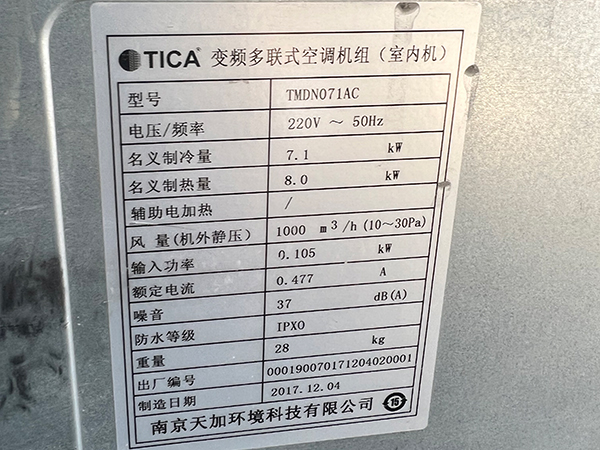 TICA® 变频多联式空调机组(室内机)
型号 TMDN071AC
电压/频率 220V ～ 50Hz
名义制冷量 7.1 kW
名义制热量 8.0 kW
辅助电加热 /
风 量(机外静压) 1000 m³/h (10～30Pa)
输入功率 0.105 kW
额定电流 0.477 A
噪音 37 dB(A)
防水等级 IPX0
重量 28 kg
出厂编号 000190070171204020001
制造日期 2017.12.04
南京天加环境科技有限公司 15